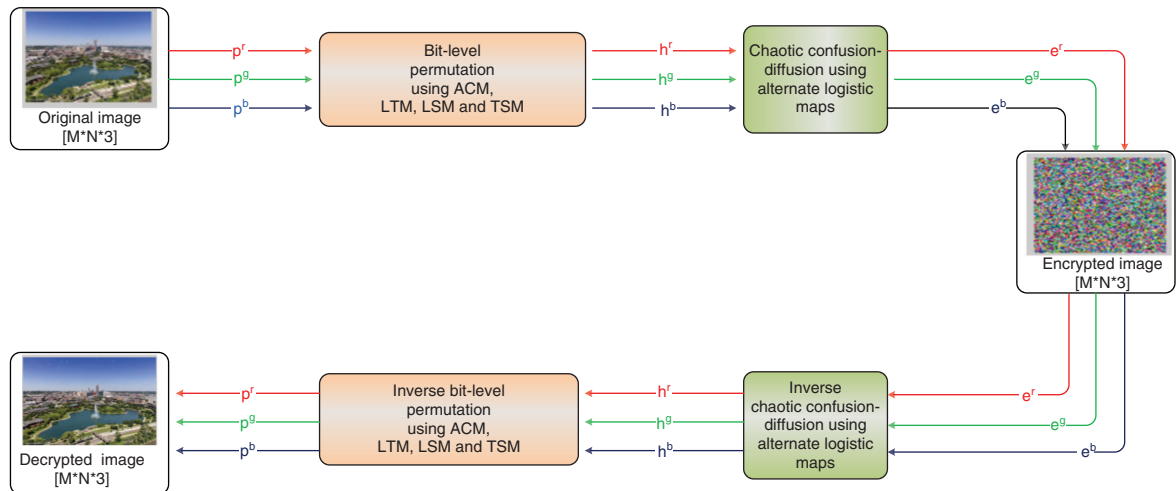 Original image
[M*N*3]
p^r
p^g
p^b
Bit-level
permutation
using ACM,
LTM, LSM and TSM
h^r
h^g
h^b
Chaotic confusion-
diffusion using
alternate logistic
maps
e^r
e^g
e^b
Encrypted image
[M*N*3]
e^r
e^g
e^b
Inverse
chaotic confusion-
diffusion using
alternate logistic
maps
h^r
h^g
h^b
Inverse bit-level
permutation
using ACM,
LTM, LSM and TSM
p^r
p^g
p^b
Decrypted image
[M*N*3]